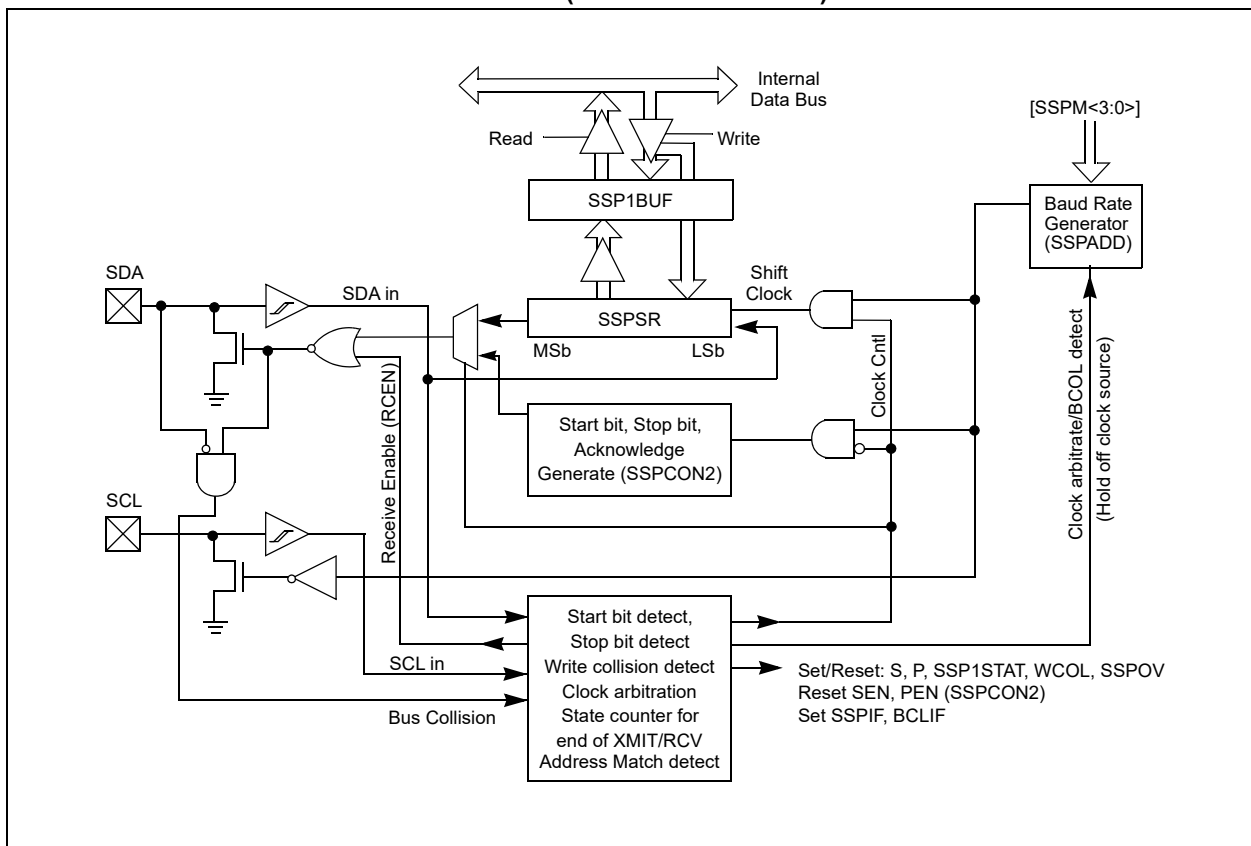 Internal
Data Bus
[SSPM<3:0>]
Read
Write
SSP1BUF
Baud Rate
Generator
(SSPADD)
SDA
Shift
Clock
SDA in
SSPSR
MSb
LSb
Clock Cntl
Receive Enable (RCEN)
Start bit, Stop bit,
Acknowledge
Generate (SSPCON2)
Clock arbitrate/BCOL detect
(Hold off clock source)
SCL
SCL in
Bus Collision
Start bit detect,
Stop bit detect
Write collision detect
Clock arbitration
State counter for
end of XMIT/RCV
Address Match detect
Set/Reset: S, P, SSP1STAT, WCOL, SSPOV
Reset SEN, PEN (SSPCON2)
Set SSPIF, BCLIF